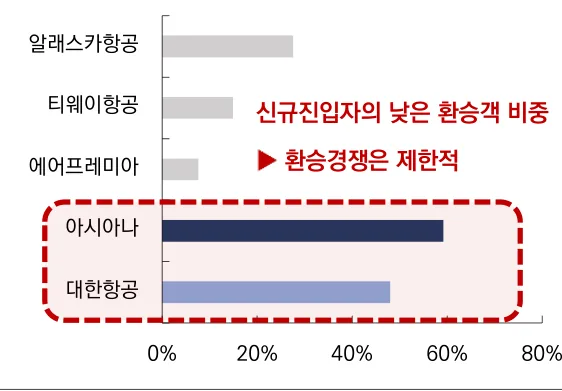 알래스카항공
티웨이항공
신규진입자의 낮은 환승객 비중
▶ 환승경쟁은 제한적
에어프레미아
아시아나
대한항공
0% 20% 40% 60% 80%